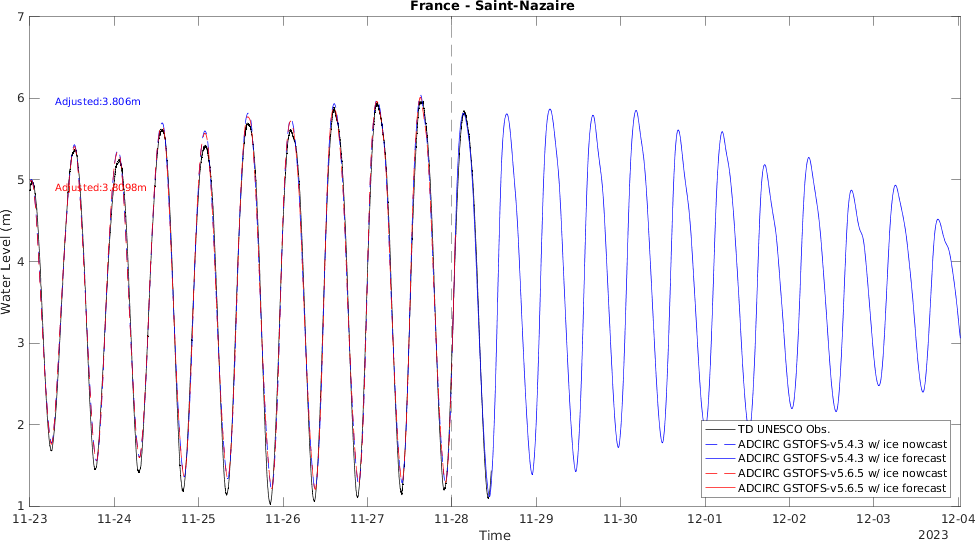 France - Saint-Nazaire
7
6
5
4
3
2
1
Water Level (m)
Adjusted:3.806m
Adjusted:3.8098m
TD UNESCO Obs.
ADCIRC GSTOFS-v5.4.3 w/ ice nowcast
ADCIRC GSTOFS-v5.4.3 w/ ice forecast
ADCIRC GSTOFS-v5.6.5 w/ ice nowcast
ADCIRC GSTOFS-v5.6.5 w/ ice forecast
11-23 11-24 11-25 11-26 11-27 11-28 11-29 11-30 12-01 12-02 12-03 12-04
Time
2023